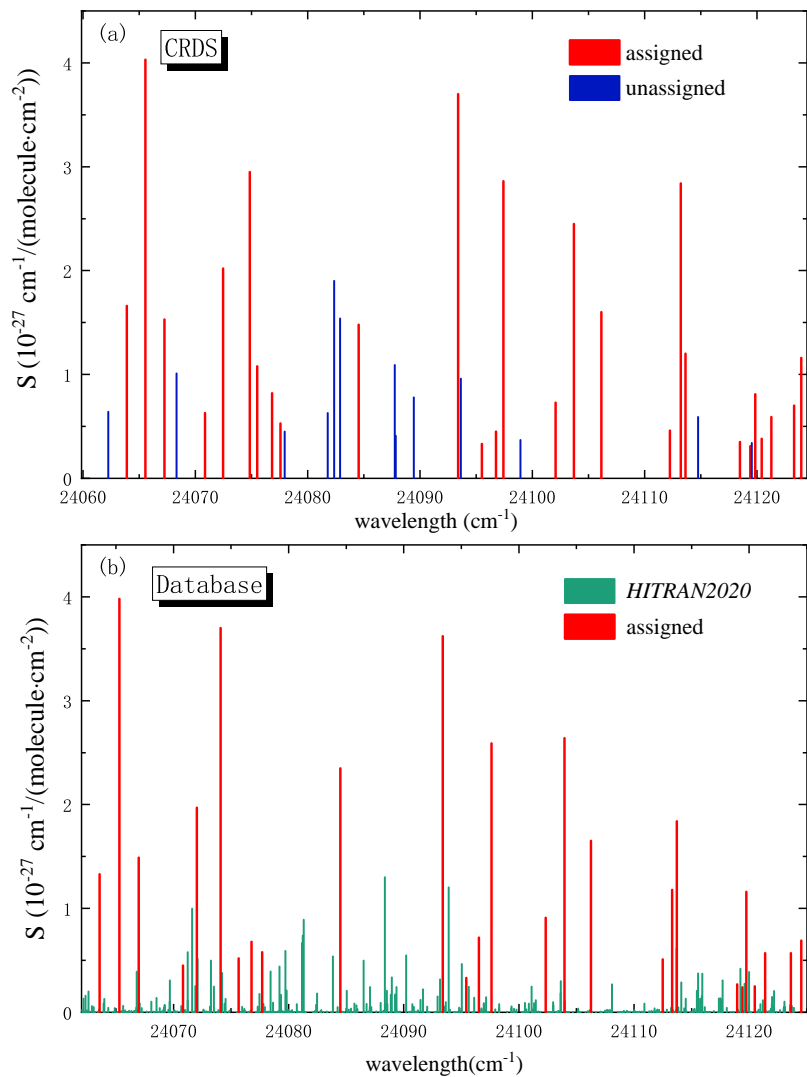 (a)
CRDS
assigned
unassigned
S (10⁻²⁷ cm⁻¹/(molecule·cm⁻²))
4
3
2
1
0
24060 24070 24080 24090 24100 24110 24120
wavelength (cm⁻¹)
(b)
Database
HITRAN2020
assigned
S (10⁻²⁷ cm⁻¹/(molecule·cm⁻²))
4
3
2
1
0
24070 24080 24090 24100 24110 24120
wavelength(cm⁻¹)